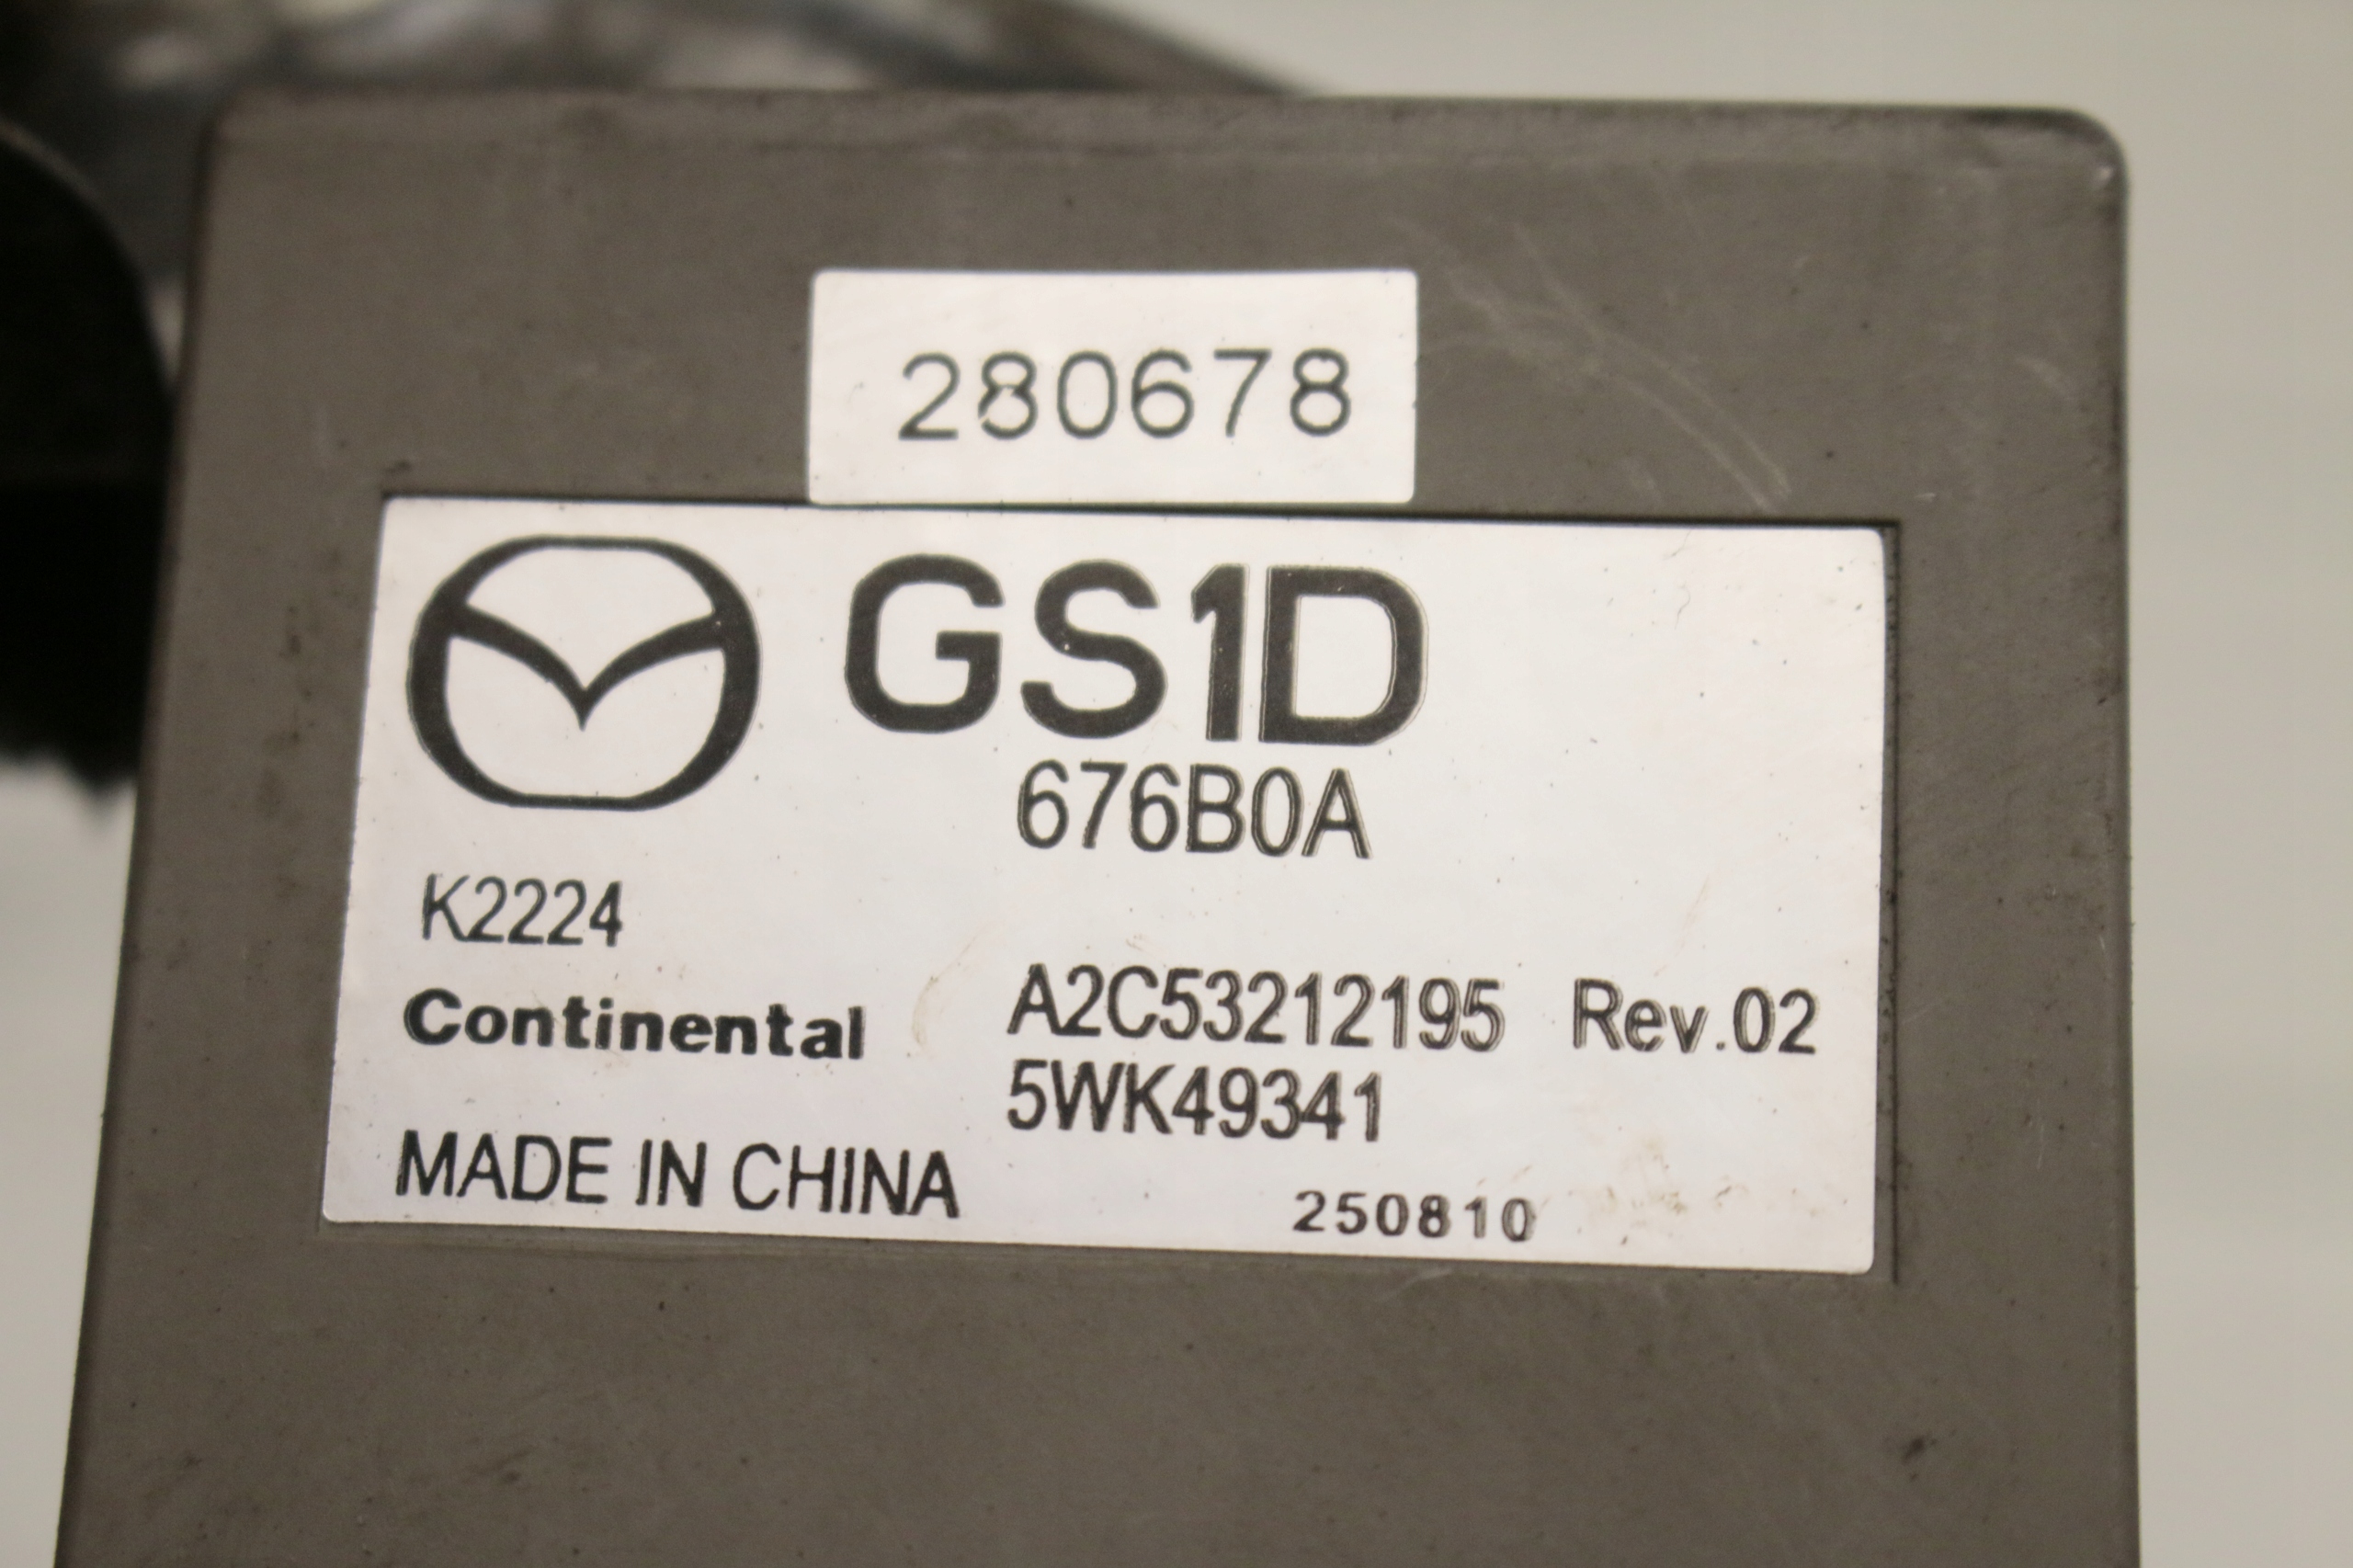 280678
GS1D
676B0A
K2224
Continental A2C53212195 Rev.02
5WK49341
MADE IN CHINA
250810